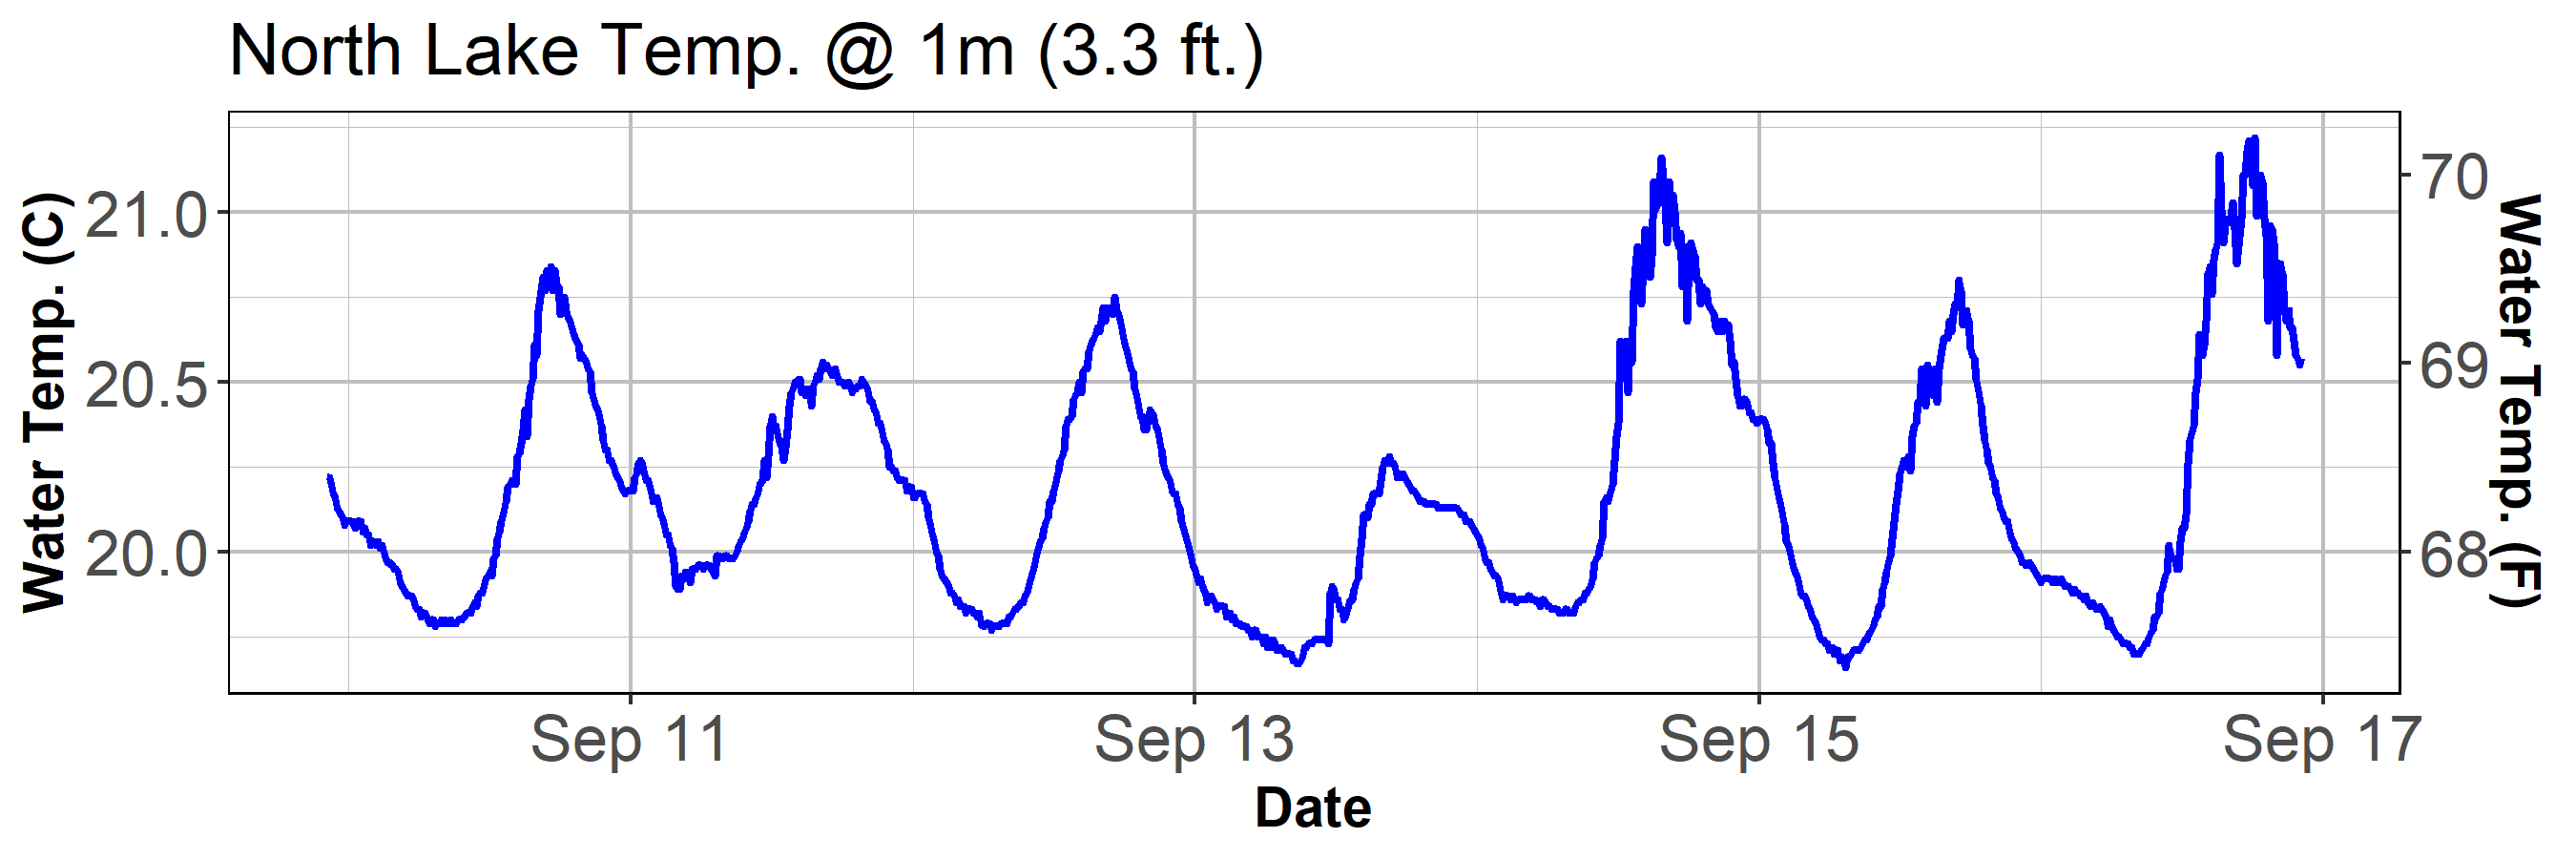 North Lake Temp. @ 1m (3.3 ft.)
Water Temp. (C)
21.0
20.5
20.0
70
69
68
Water Temp. (F)
Sep 11
Sep 13
Sep 15
Sep 17
Date